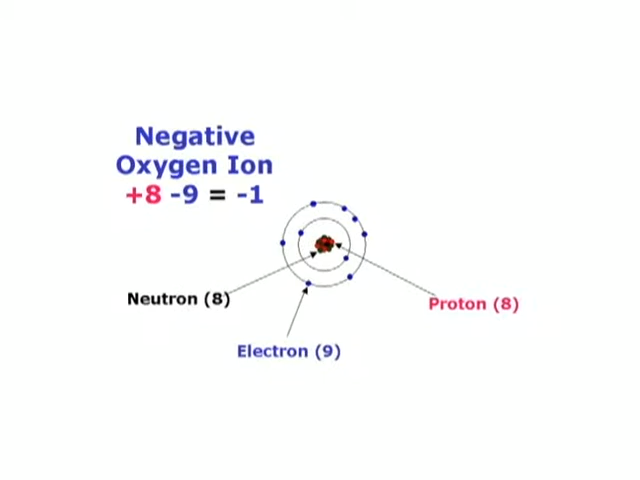 Negative
Oxygen Ion
+8 -9 = -1
Neutron (8)
Proton (8)
Electron (9)